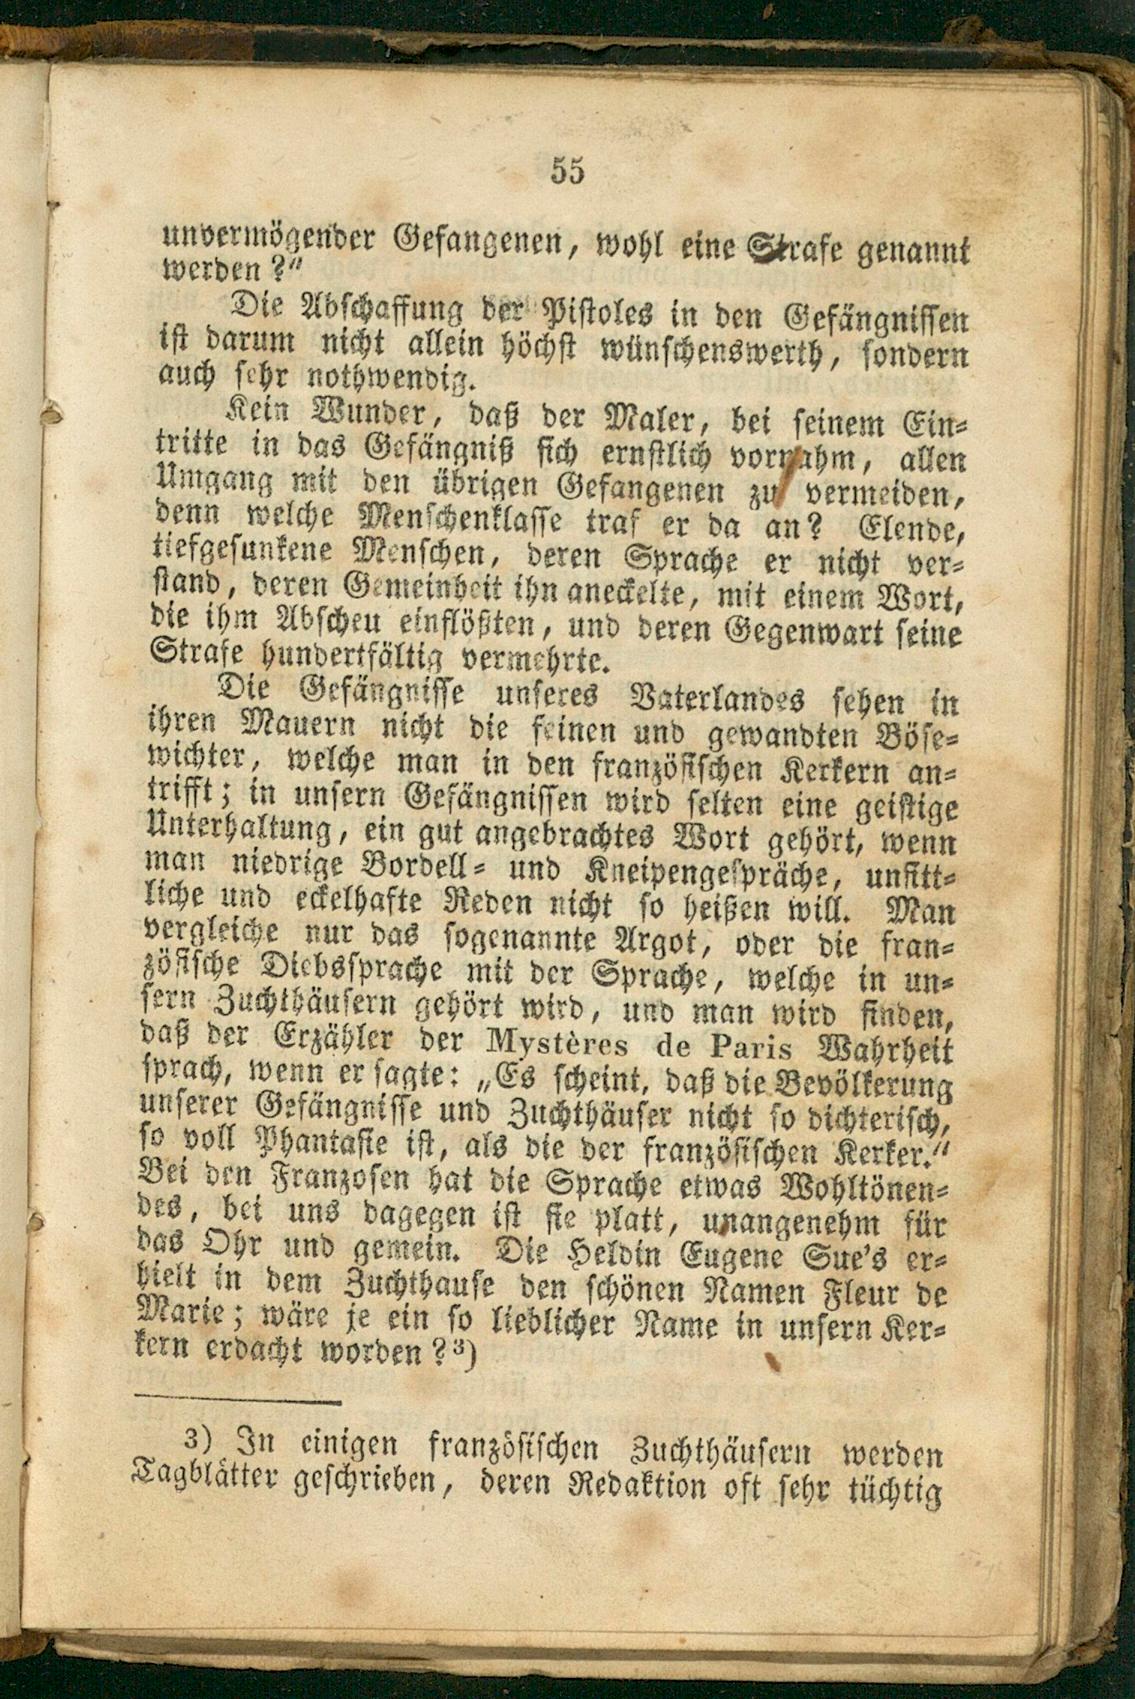 55
unvermögender Gefangenen, wohl eine Strafe genannt
werden?“
Die Abschaffung der Pistoles in den Gefängnissen
ist darum nicht allein höchst wünschenswerth, sondern
auch sehr nothwendig.
Kein Wunder, daß der Maler, bei seinem Ein-
tritte in das Gefängniß sich ernstlich vornahm, allen
Umgang mit den übrigen Gefangenen zu vermeiden,
denn welche Menschenklasse traf er da an? Elende,
tiefgesunkene Menschen, deren Sprache er nicht ver-
stand, deren Gemeinheit ihn aneckelte, mit einem Wort,
die ihm Abscheu einflößten, und deren Gegenwart seine
Strafe hundertfältig vermehrte.
Die Gefängnisse unseres Vaterlandes sehen in
ihren Mauern nicht die feinen und gewandten Böse-
wichter, welche man in den französischen Kerkern an-
trifft; in unsern Gefängnissen wird selten eine geistige
Unterhaltung, ein gut angebrachtes Wort gehört, wenn
man niedrige Bordell- und Kneipengespräche, unsitt-
liche und eckelhafte Reden nicht so heißen will. Man
vergleiche nur das sogenannte Argot, oder die fran-
zösische Diebssprache mit der Sprache, welche in un-
sern Zuchthäusern gehört wird, und man wird finden,
daß der Erzähler der Mystères de Paris Wahrheit
sprach, wenn er sagte: „Es scheint, daß die Bevölkerung
unserer Gefängnisse und Zuchthäuser nicht so dichterisch,
so voll Phantasie ist, als die der französischen Kerker.“
Bei den Franzosen hat die Sprache etwas Wohltönen-
des, bei uns dagegen ist sie platt, unangenehm für
das Ohr und gemein. Die Heldin Eugene Sue's er-
hielt in dem Zuchthause den schönen Namen Fleur de
Marie; wäre je ein so lieblicher Name in unsern Ker-
kern erdacht worden?3)
3) In einigen französischen Zuchthäusern werden
Tagblätter geschrieben, deren Redaktion oft sehr tüchtig